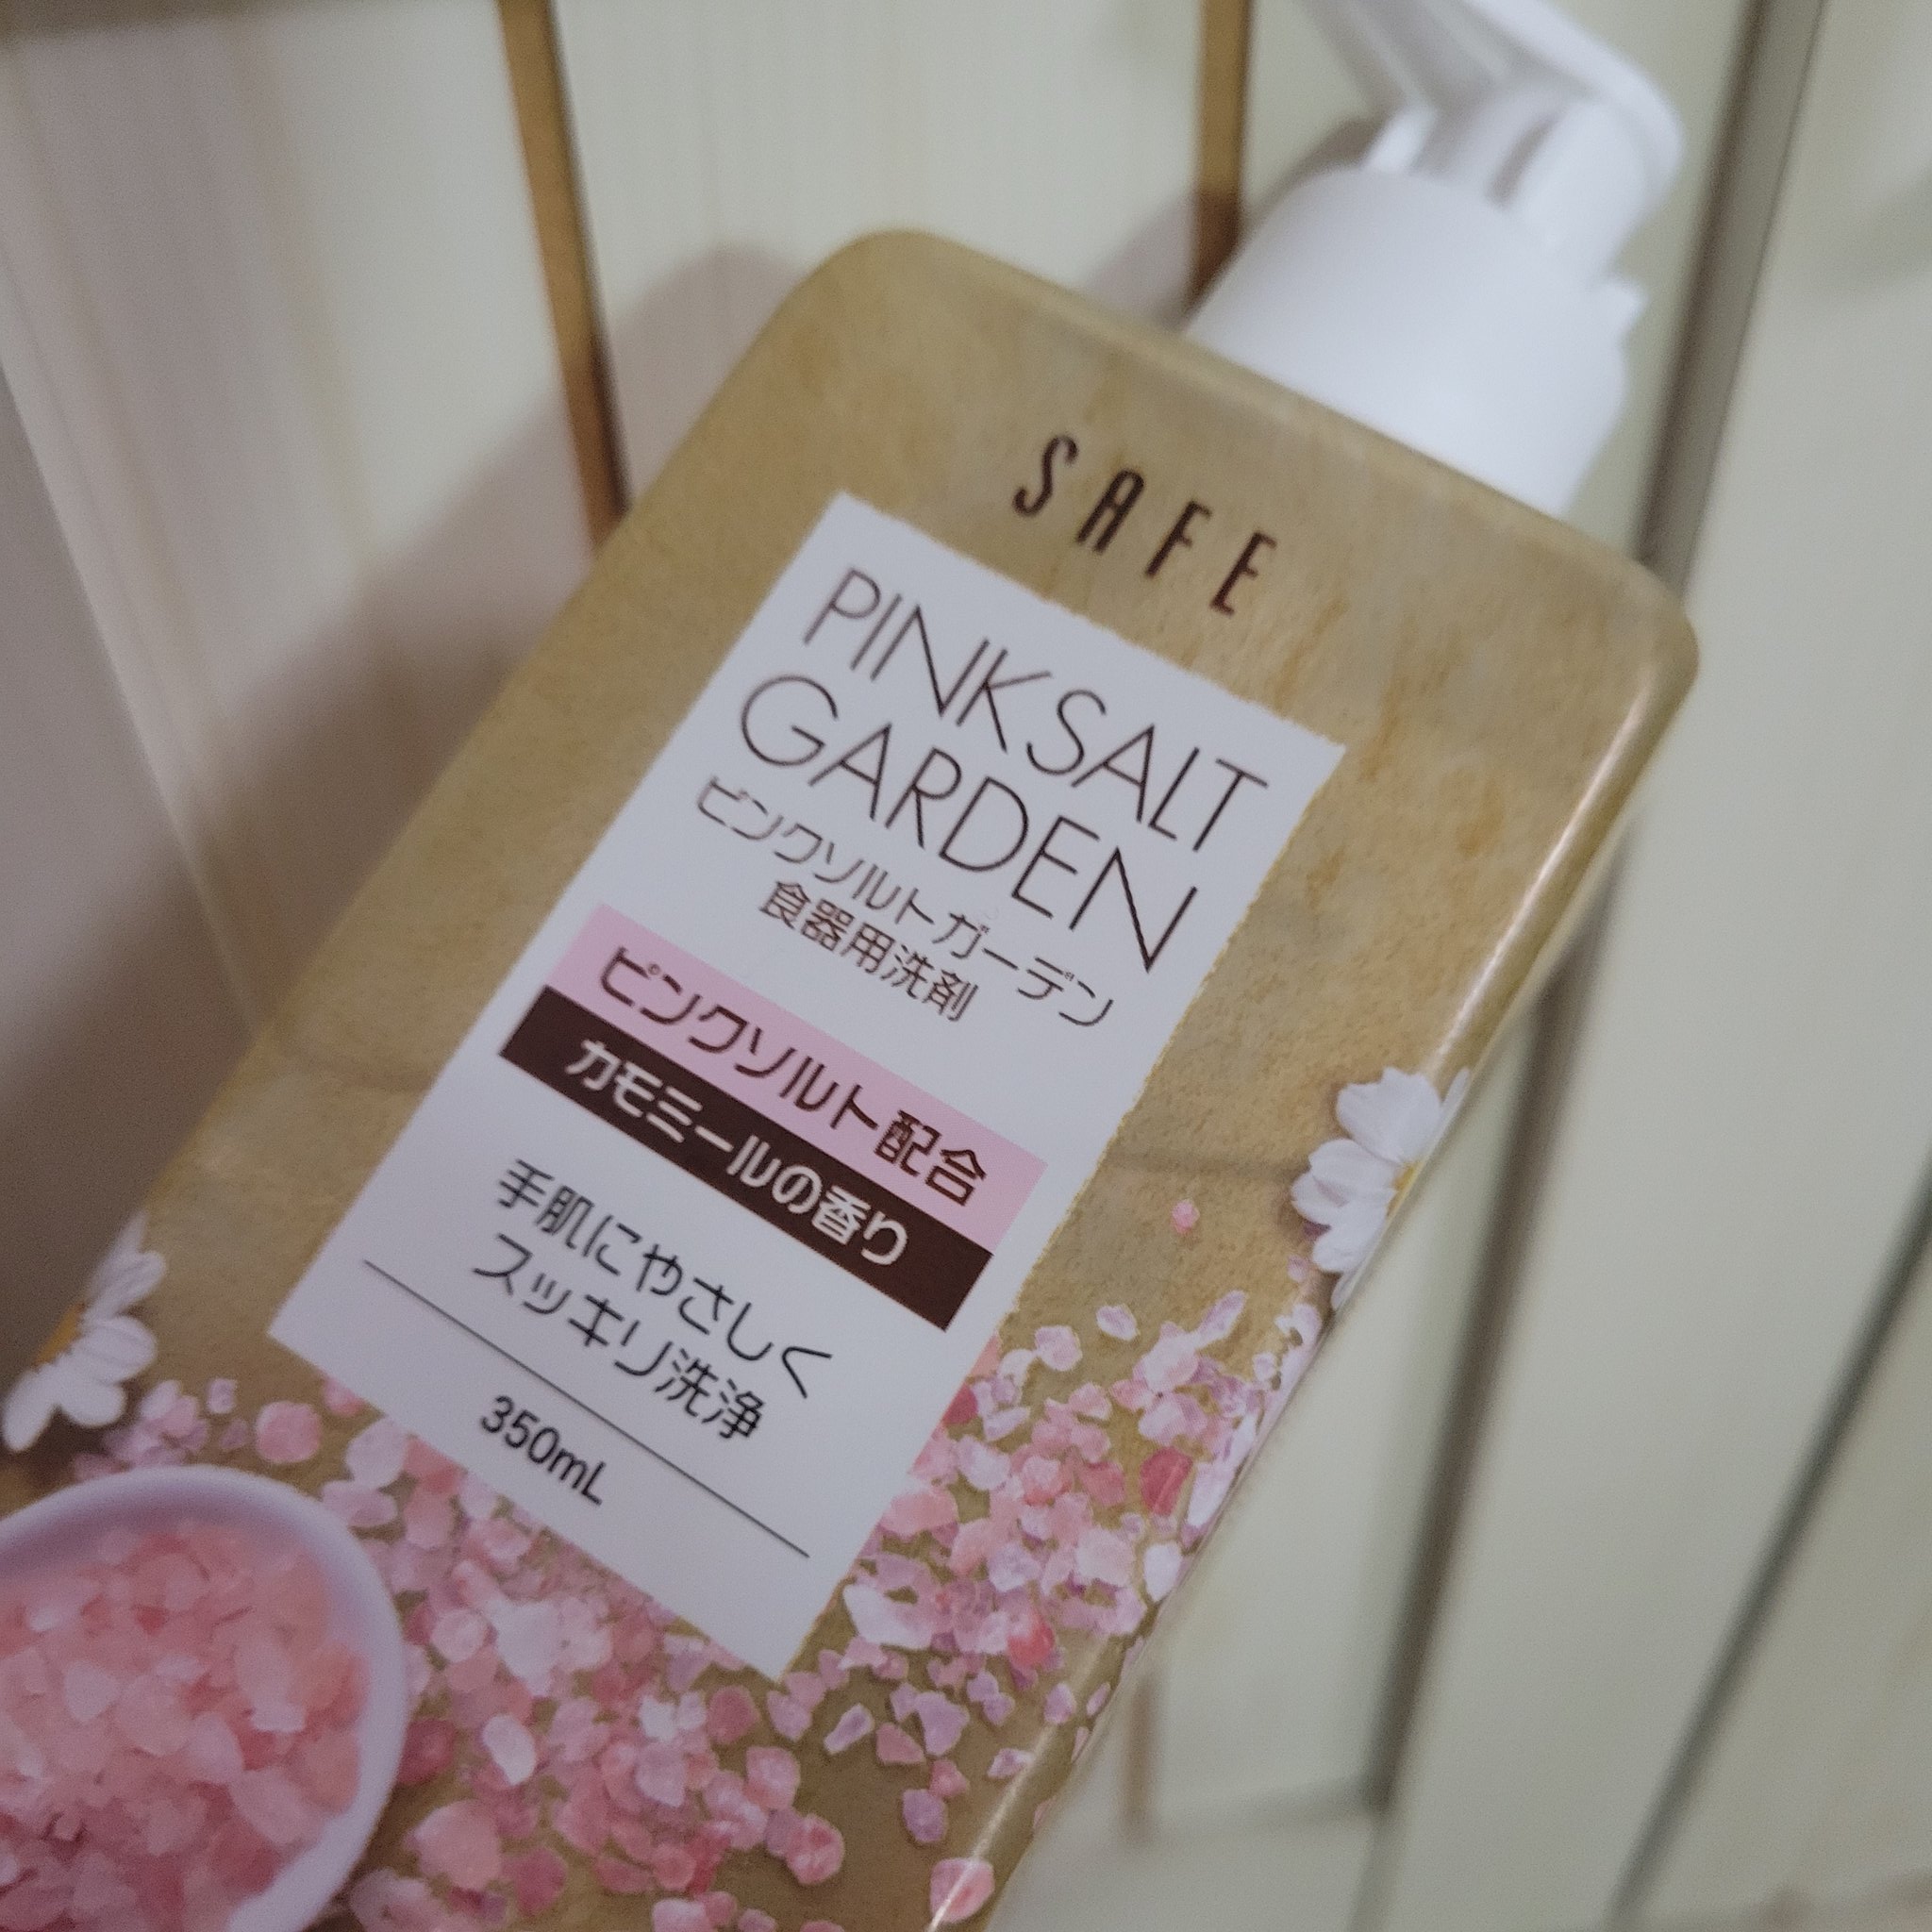 SAFE
PINK SALT
GARDEN
ピンクソルト ガーデン
食器用洗剤
ピンクソルト配合
カモミールの香り
手肌にやさしく
スッキリ洗浄
350mL